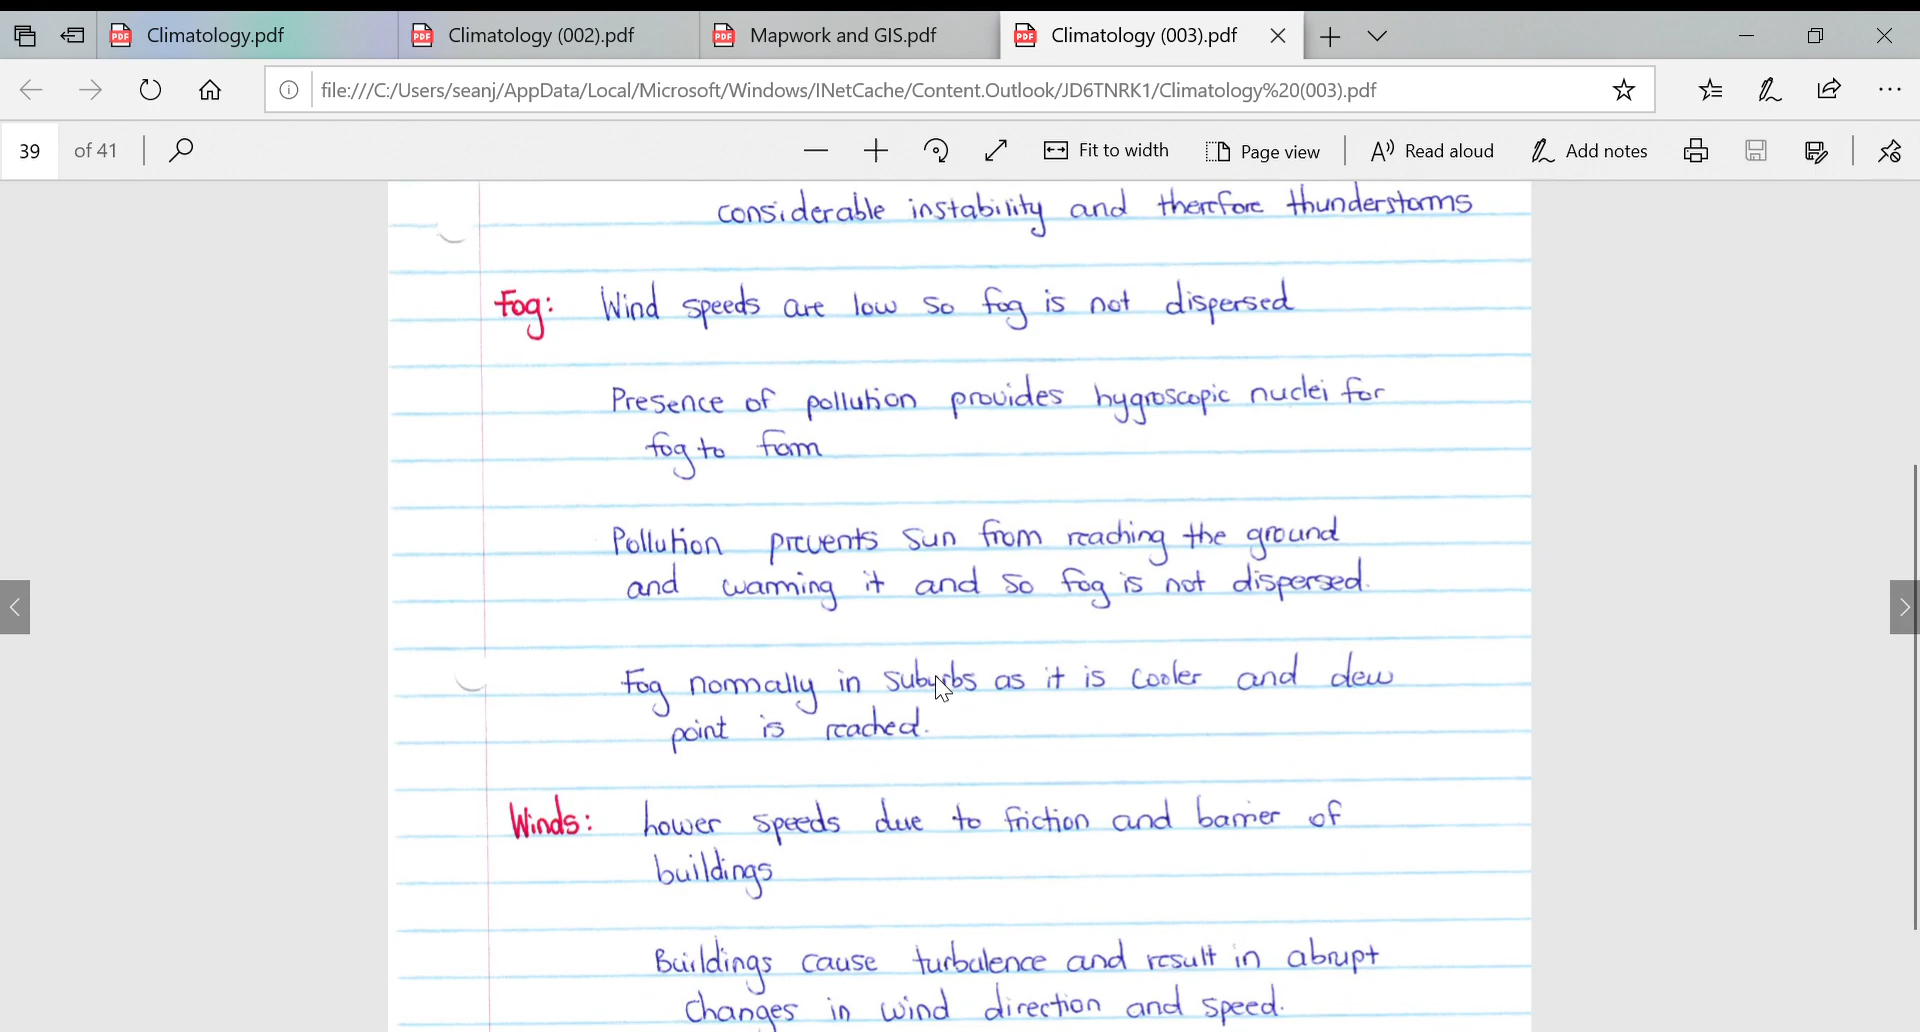 Climatology.pdf
Climatology (002).pdf
Mapwork and GIS.pdf
Climatology (003).pdf
file:///C:/Users/seanj/AppData/Local/Microsoft/Windows/INetCache/Content.Outlook/JD6TNRK1/Climatology%20(003).pdf
39 of 41
Fit to width
Page view
Read aloud
Add notes
considerable instability and therefore thunderstorms
Fog: Wind speeds are low so fog is not dispersed
Presence of pollution provides hygroscopic nuclei for
fog to form
Pollution prevents sun from reaching the ground
and warming it and so fog is not dispersed.
Fog normally in suburbs as it is cooler and dew
point is reached.
Winds: Lower speeds due to friction and barrier of
buildings
Buildings cause turbulence and result in abrupt
changes in wind direction and speed.